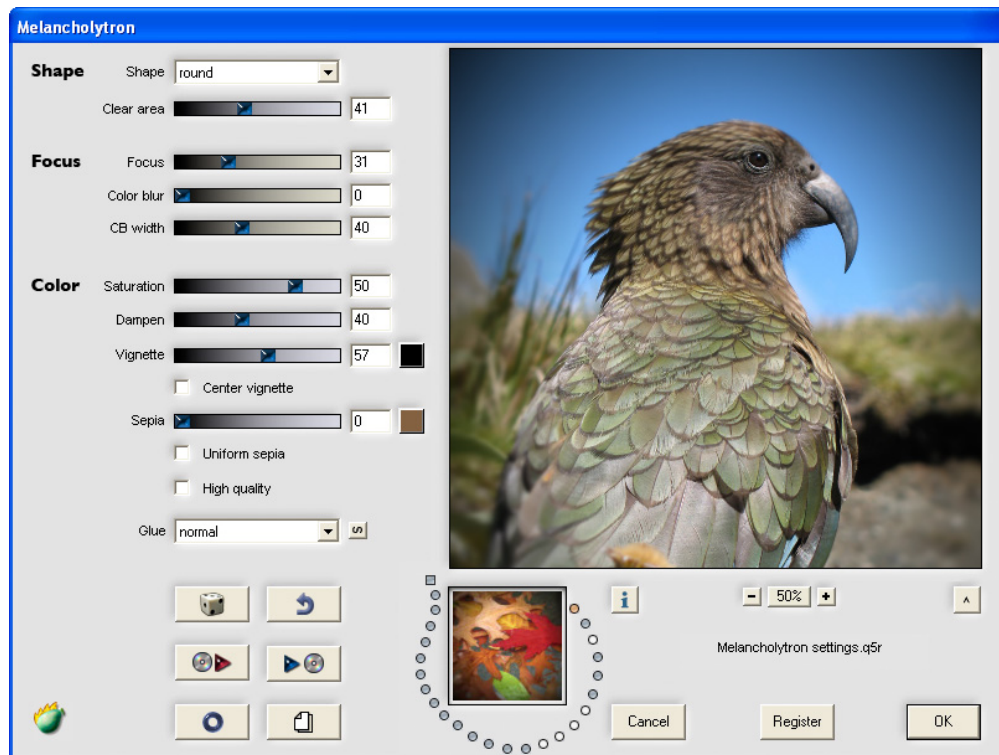 Melancholytron
Shape
Shape round
Clear area 41
Focus
Focus 31
Color blur 0
CB width 40
Color
Saturation 50
Dampen 40
Vignette 57
Center vignette
Sepia 0
Uniform sepia
High quality
Glue normal S
i
- 50% + ^
Melancholytron settings.q5r
Cancel Register OK